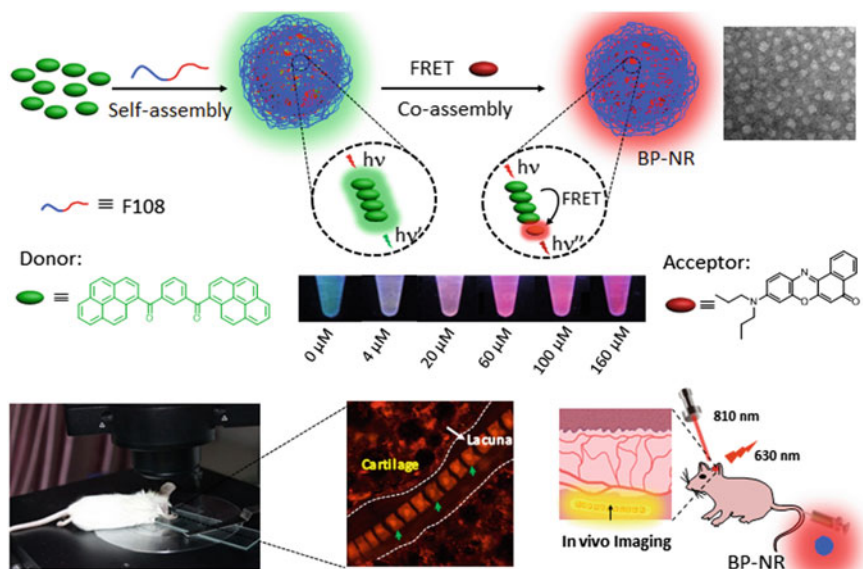 FRET
Self-assembly
Co-assembly
BP-NR
hν
hν'
hν
FRET
hν''
≡ F108
Donor:
≡
O
O
0 µM
4 µM
20 µM
60 µM
100 µM
160 µM
Acceptor:
≡
N
N
O
O
Cartilage
Lacuna
In vivo Imaging
810 nm
630 nm
BP-NR